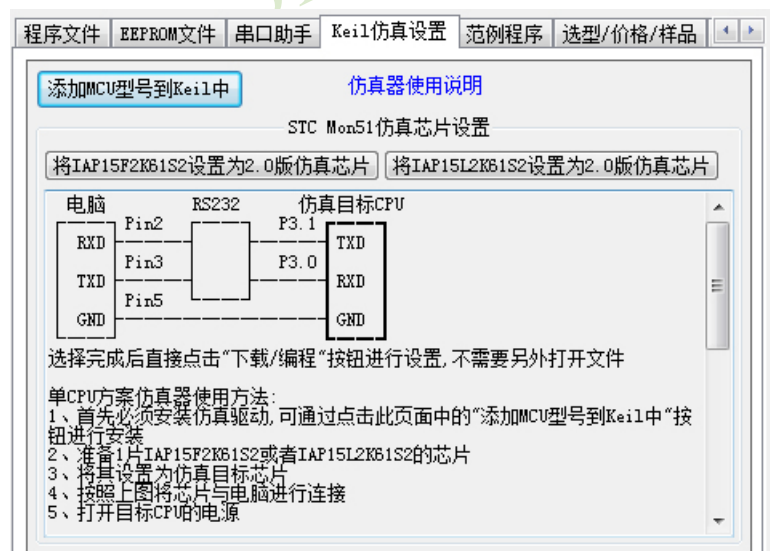 程序文件 EEPROM文件 串口助手 Keil仿真设置 范例程序 选型/价格/样品
添加MCU型号到Keil中 仿真器使用说明
STC Mon51仿真芯片设置
将IAP15F2K61S2设置为2.0版仿真芯片 将IAP15L2K61S2设置为2.0版仿真芯片
电脑 RS232 仿真目标CPU
Pin2 P3.1
RXD TXD
Pin3 P3.0
TXD RXD
Pin5
GND GND
选择完成后直接点击"下载/编程"按钮进行设置,不需要另外打开文件
单CPU方案仿真器使用方法:
1、首先必须安装仿真驱动,可通过点击此页面中的"添加MCU型号到Keil中"按
钮进行安装
2、准备1片IAP15F2K61S2或者IAP15L2K61S2的芯片
3、将其设置为仿真目标芯片
4、按照上图将芯片与电脑进行连接
5、打开目标CPU的电源